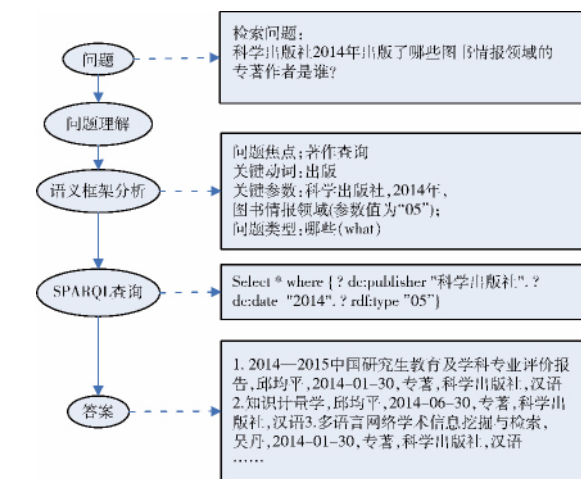 问题
检索问题:
科学出版社2014年出版了哪些图书情报领域的
专著作者是谁?
问题理解
语义框架分析
问题焦点:著作查询
关键动词:出版
关键参数:科学出版社,2014年,
图书情报领域(参数值为“05”);
问题类型:哪些(what)
SPARQL查询
Select * where { ? dc:publisher "科学出版社". ?
dc:date "2014". ? rdf:type "05"}
答案
1. 2014—2015中国研究生教育及学科专业评价报
告,邱均平,2014-01-30,专著,科学出版社,汉语
2.知识计量学,邱均平,2014-06-30,专著,科学出
版社,汉语3.多语言网络学术信息挖掘与检索,
吴丹,2014-01-30,专著,科学出版社,汉语
……